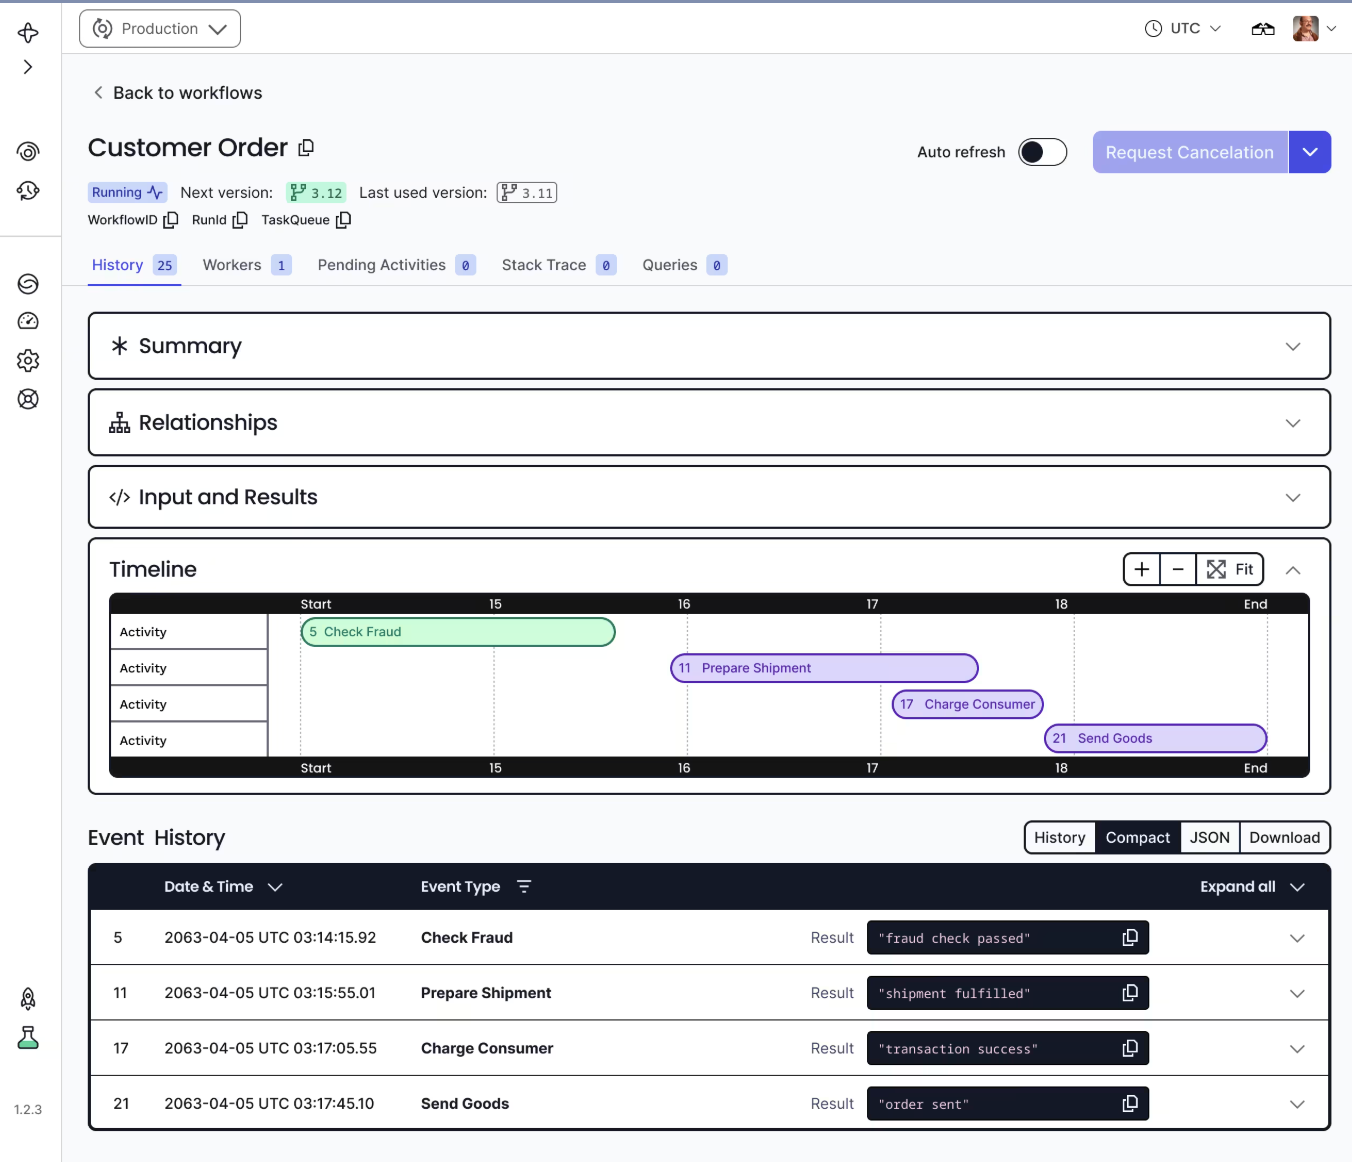 Production
UTC
Back to workflows
Customer Order
Auto refresh
Request Cancelation
Running Next version: 3.12 Last used version: 3.11
WorkflowID RunId TaskQueue
History 25 Workers 1 Pending Activities 0 Stack Trace 0 Queries 0
Summary
Relationships
</> Input and Results
Timeline
+ − Fit
Start 15 16 17 18 End
Activity 5 Check Fraud
Activity 11 Prepare Shipment
Activity 17 Charge Consumer
Activity 21 Send Goods
Start 15 16 17 18 End
Event History
History Compact JSON Download
Date & Time Event Type Expand all
5 2063-04-05 UTC 03:14:15.92 Check Fraud Result "fraud check passed"
11 2063-04-05 UTC 03:15:55.01 Prepare Shipment Result "shipment fulfilled"
17 2063-04-05 UTC 03:17:05.55 Charge Consumer Result "transaction success"
21 2063-04-05 UTC 03:17:45.10 Send Goods Result "order sent"
1.2.3